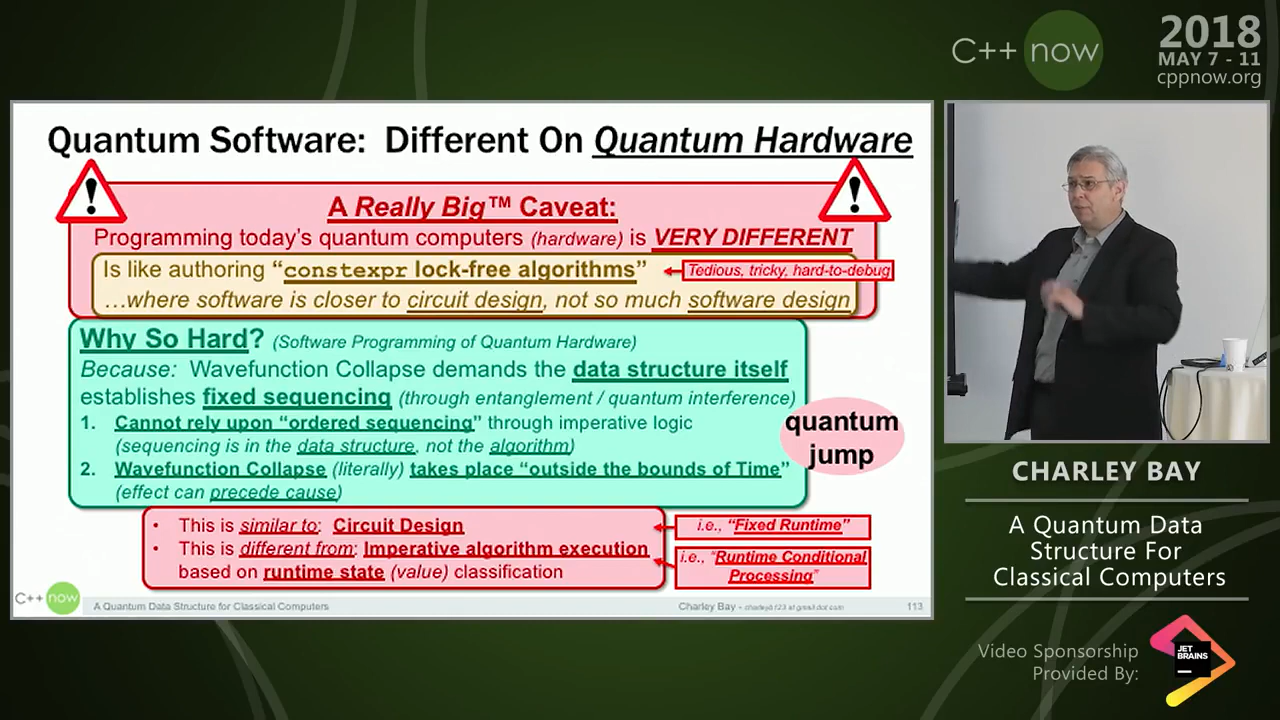 C++ now
2018
MAY 7 - 11
cppnow.org
Quantum Software: Different On Quantum Hardware
!
!
A Really Big™ Caveat:
Programming today's quantum computers (hardware) is VERY DIFFERENT
Is like authoring "constexpr lock-free algorithms"
Tedious, tricky, hard-to-debug
…where software is closer to circuit design, not so much software design
Why So Hard? (Software Programming of Quantum Hardware)
Because: Wavefunction Collapse demands the data structure itself
establishes fixed sequencing (through entanglement / quantum interference)
1. Cannot rely upon "ordered sequencing" through imperative logic
(sequencing is in the data structure, not the algorithm)
2. Wavefunction Collapse (literally) takes place "outside the bounds of Time"
(effect can precede cause)
quantum
jump
• This is similar to: Circuit Design
i.e., "Fixed Runtime"
• This is different from: Imperative algorithm execution
based on runtime state (value) classification
i.e., "Runtime Conditional
Processing"
C++ now
A Quantum Data Structure for Classical Computers
Charley Bay - charleyb123 at gmail dot com
113
CHARLEY BAY
A Quantum Data
Structure For
Classical Computers
Video Sponsorship
Provided By:
JET
BRAINS